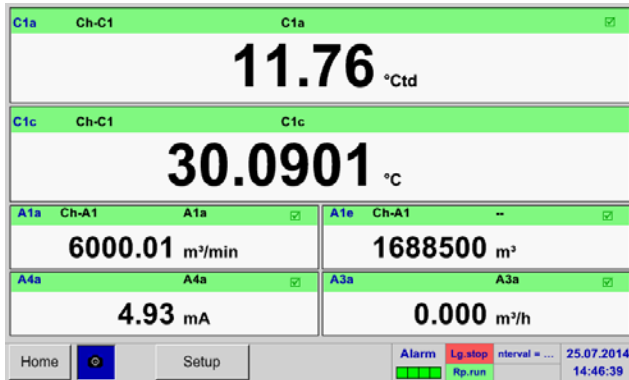 C1a Ch-C1 C1a
11.76 °Ctd
C1c Ch-C1 C1c
30.0901 °C
A1a Ch-A1 A1a A1e Ch-A1 --
6000.01 m³/min 1688500 m³
A4a A4a A3a A3a
4.93 mA 0.000 m³/h
Home Setup Alarm Lg.stop nterval = ... 25.07.2014
Rp.run 14:46:39